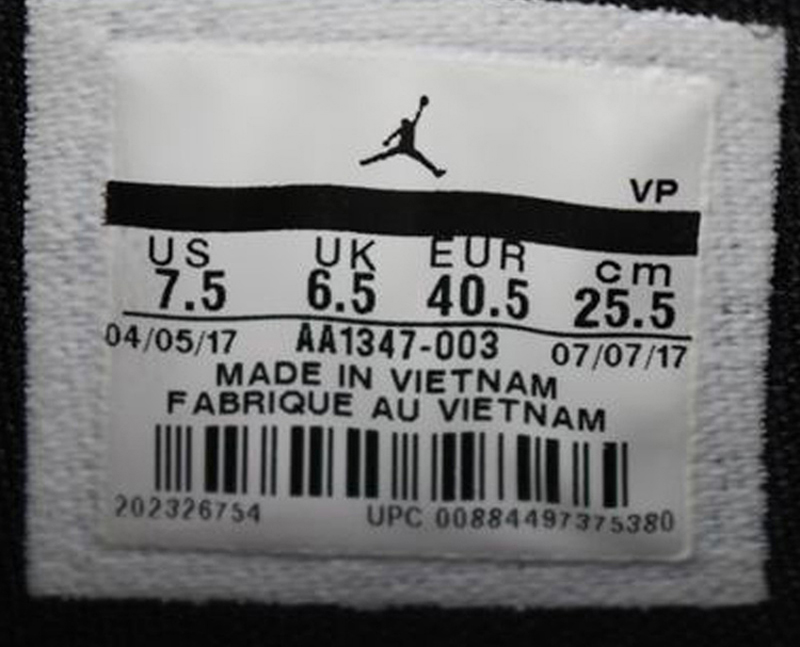 VP
US UK EUR cm
7.5 6.5 40.5 25.5
04/05/17 AA1347-003 07/07/17
MADE IN VIETNAM
FABRIQUE AU VIETNAM
202326754 UPC 00884497375380